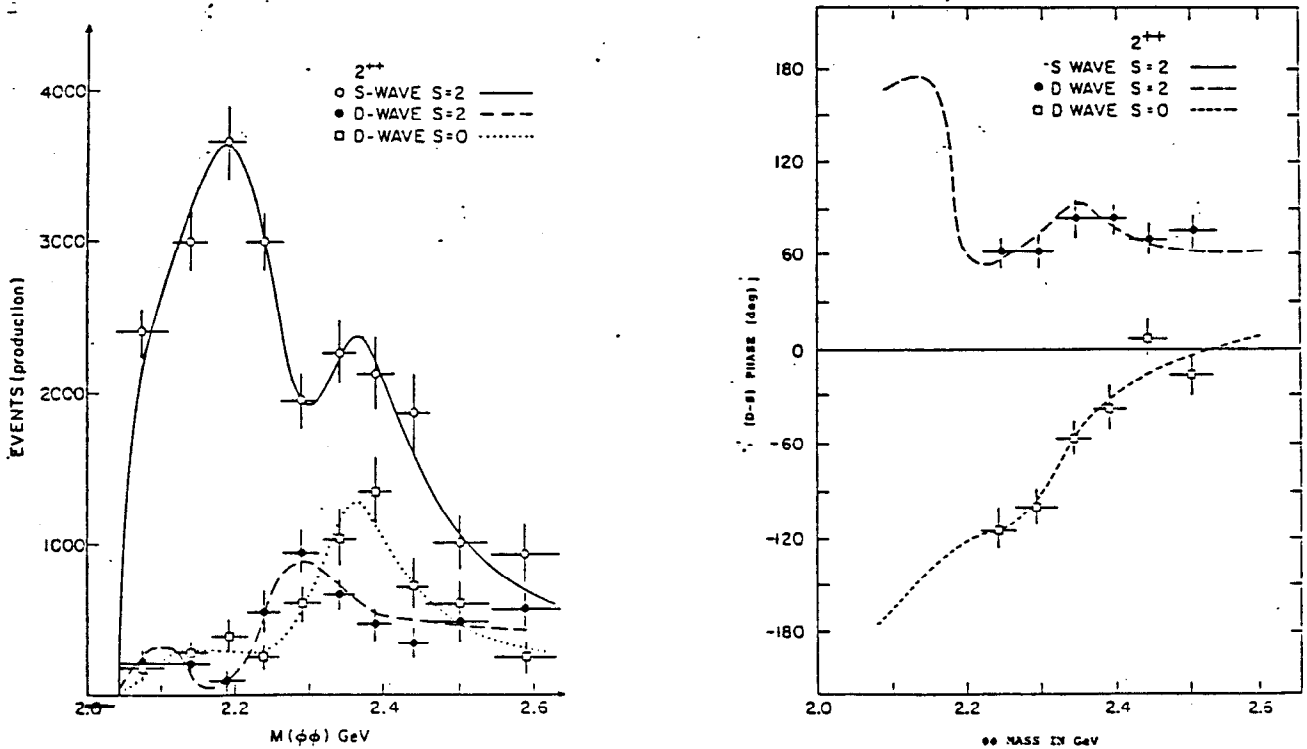 2++
S-WAVE S=2
D-WAVE S=2
D-WAVE S=0
4000
3000
2000
1000
EVENTS (production)
2.0
2.2
2.4
2.6
M(ϕϕ) GeV
2++
S WAVE S=2
D WAVE S=2
D WAVE S=0
180
120
60
0
-60
-120
-180
(D-S) PHASE (deg)
2.0
2.2
2.4
2.6
ϕϕ MASS IN GeV